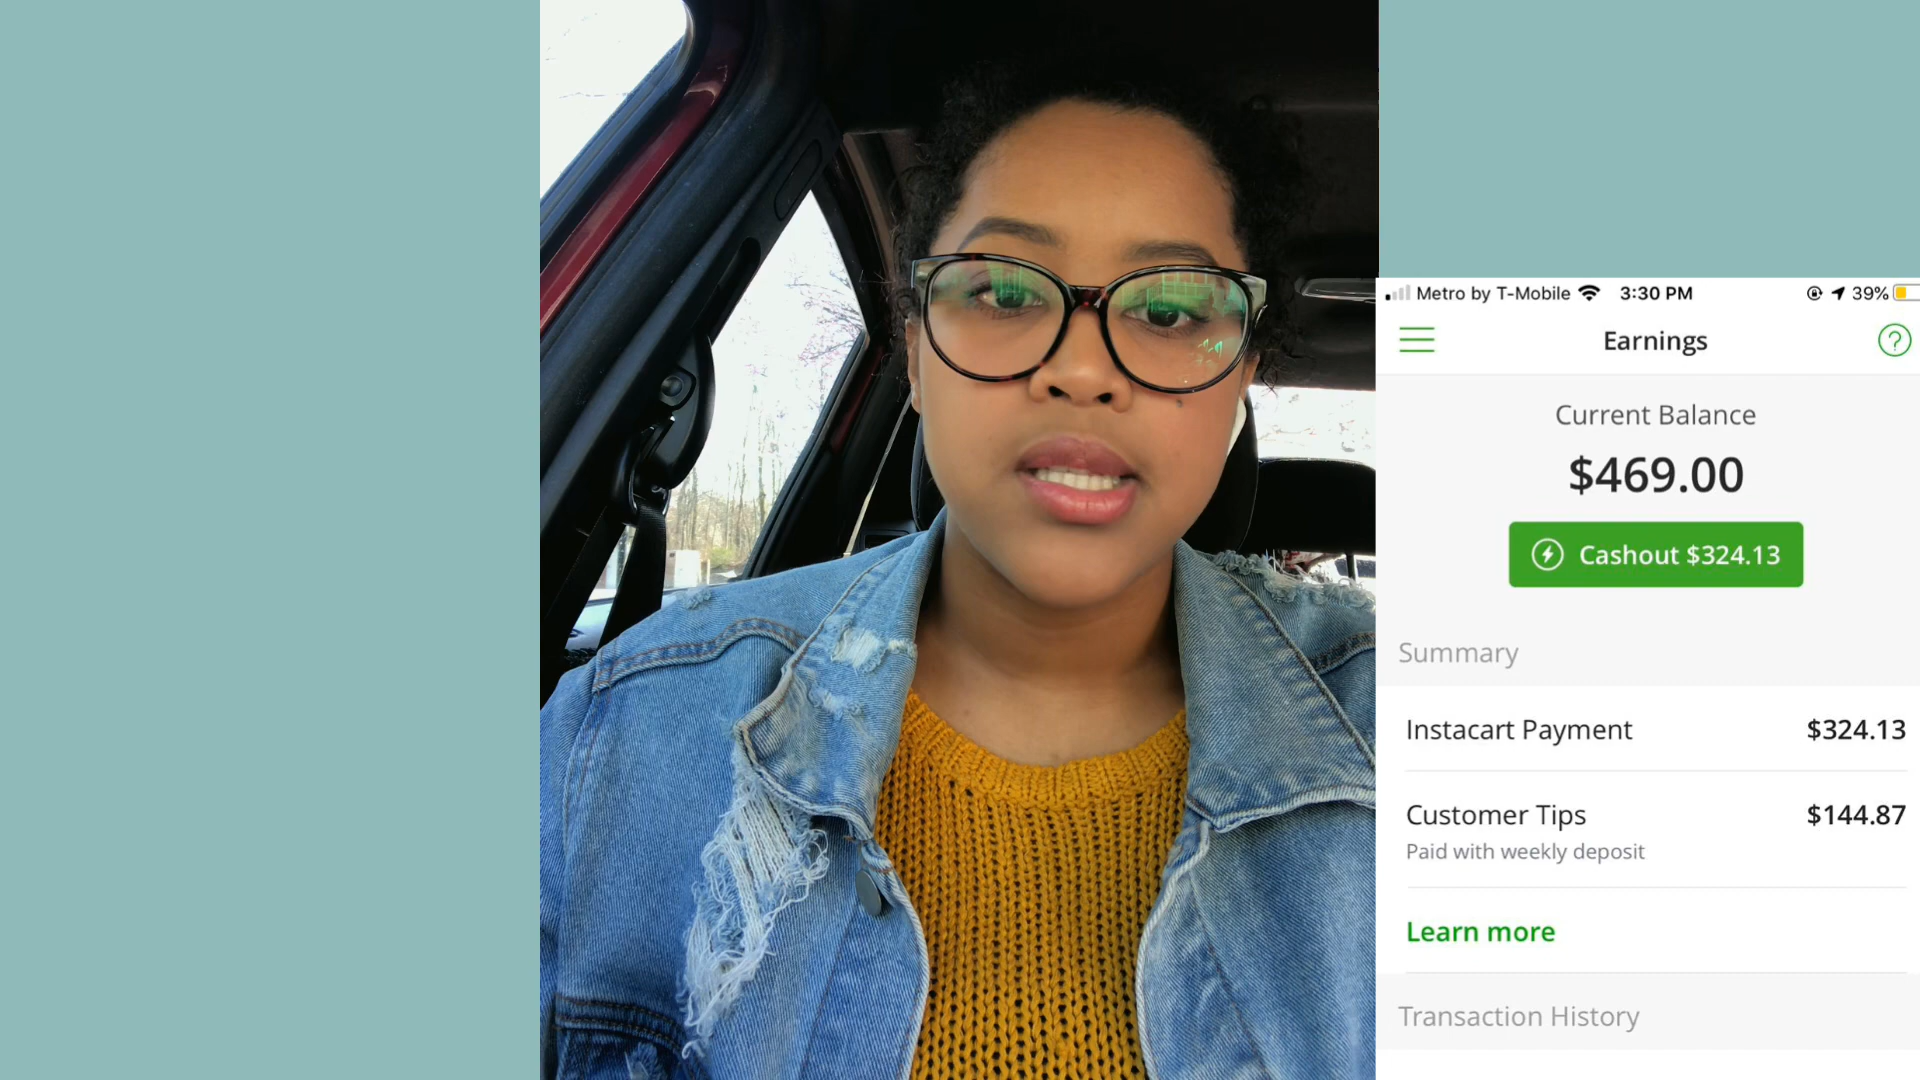 Metro by T-Mobile 3:30 PM 39%
Earnings
Current Balance
$469.00
Cashout $324.13
Summary
Instacart Payment $324.13
Customer Tips $144.87
Paid with weekly deposit
Learn more
Transaction History